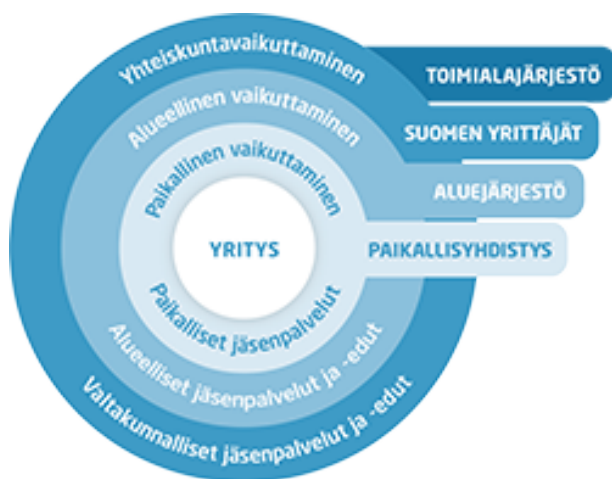 Yhteiskuntavaikuttaminen
TOIMIALAJÄRJESTÖ
Alueellinen vaikuttaminen
SUOMEN YRITTÄJÄT
Paikallinen vaikuttaminen
ALUEJÄRJESTÖ
YRITYS
PAIKALLISYHDISTYS
Paikalliset jäsenpalvelut
Alueelliset jäsenpalvelut ja -edut
Valtakunnalliset jäsenpalvelut ja -edut